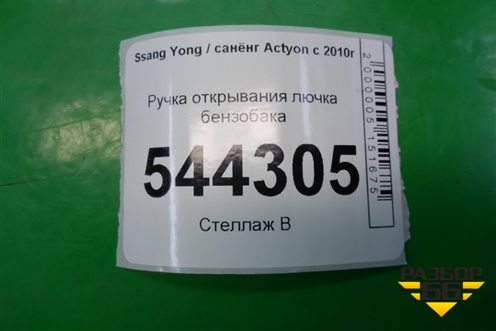 Ssang Yong / санёнг Actyon с 2010г
Ручка открывания лючка
бензобака
544305
Стеллаж В
2000005151675
РАЗБОР
66